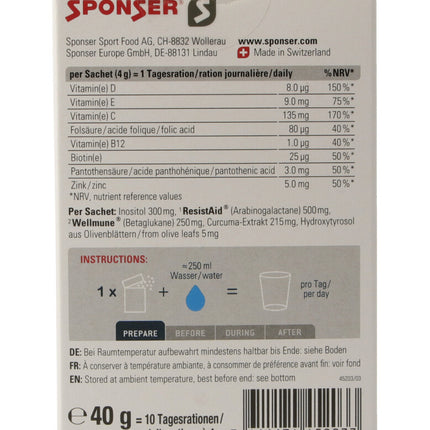 SPONSER S
Sponser Sport Food AG, CH-8832 Wollerau
Sponser Europe GmbH, DE-88131 Lindau
www.sponser.com
Made in Switzerland
per Sachet (4 g) = 1 Tagesration/ration journalière/daily %NRV*
Vitamin(e) D 8.0 µg 150 %*
Vitamin(e) E 9.0 mg 75 %*
Vitamin(e) C 135 mg 170 %*
Folsäure/acide folique/folic acid 80 µg 40 %*
Vitamin(e) B12 1.0 µg 40 %*
Biotin(e) 25 µg 50 %*
Pantothensäure/acide panthohénique/pantothenic acid 3.0 mg 50 %*
Zink/zinc 5.0 mg 50 %*
*NRV, nutrient reference values
Per Sachet: Inositol 300 mg, ¹ResistAid® (Arabinogalactane) 500 mg,
²Wellmune® (Betaglukane) 250 mg, Curcuma-Extrakt 215 mg, Hydroxytyrosol
aus Olivenblättern/from olive leafs 5 mg
INSTRUCTIONS:
≈250 ml
Wasser/water
1 x + = pro Tag/
per day
PREPARE BEFORE DURING AFTER
DE: Bei Raumtemperatur aufbewahrt mindestens haltbar bis Ende: siehe Boden
FR: À conserver à température ambiante, à consommer de préférence avant fin: voir fond
EN: Stored at ambient temperature, best before end: see bottom
45203/03
℮ 40 g = 10 Tagesrationen/